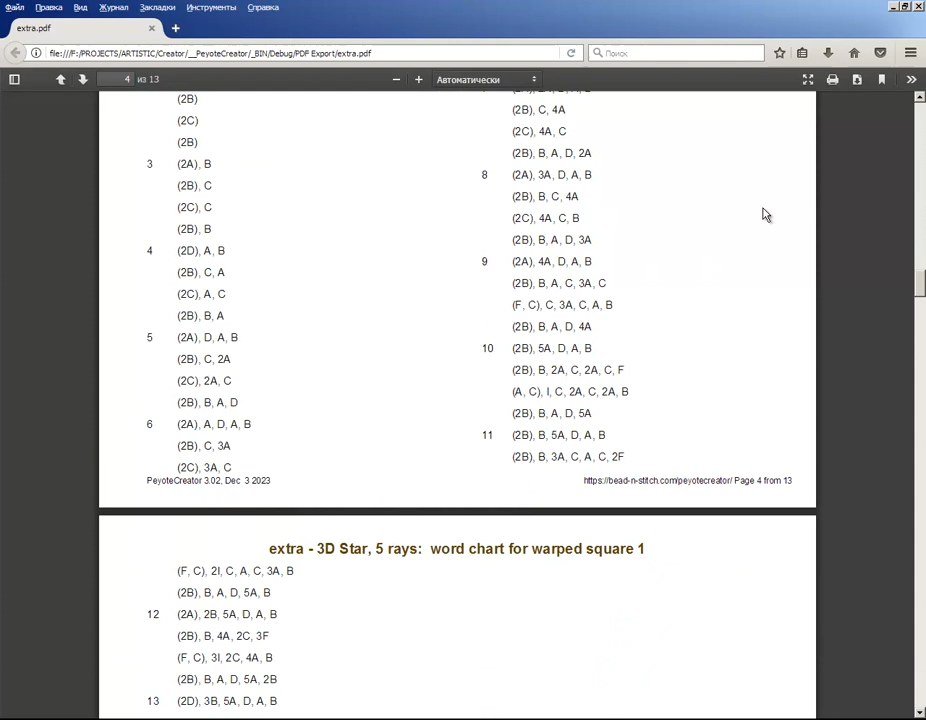 Файл Правка Вид Журнал Закладки Инструменты Справка
extra.pdf
file:///F:/PROJECTS/ARTISTIC/Creator/__PeyoteCreator/_BIN/Debug/PDF Export/extra.pdf
Поиск
4 из 13
Автоматически
(2B)
(2C)
(2B)
3 (2A), B
(2B), C
(2C), C
(2B), B
4 (2D), A, B
(2B), C, A
(2C), A, C
(2B), B, A
5 (2A), D, A, B
(2B), C, 2A
(2C), 2A, C
(2B), B, A, D
6 (2A), A, D, A, B
(2B), C, 3A
(2C), 3A, C
(2B), C, 4A
(2C), 4A, C
(2B), B, A, D, 2A
8 (2A), 3A, D, A, B
(2B), B, C, 4A
(2C), 4A, C, B
(2B), B, A, D, 3A
9 (2A), 4A, D, A, B
(2B), B, A, C, 3A, C
(F, C), C, 3A, C, A, B
(2B), B, A, D, 4A
10 (2B), 5A, D, A, B
(2B), B, 2A, C, 2A, C, F
(A, C), I, C, 2A, C, 2A, B
(2B), B, A, D, 5A
11 (2B), B, 5A, D, A, B
(2B), B, 3A, C, A, C, 2F
PeyoteCreator 3.02, Dec 3 2023
https://bead-n-stitch.com/peyotecreator/ Page 4 from 13
extra - 3D Star, 5 rays: word chart for warped square 1
(F, C), 2I, C, A, C, 3A, B
(2B), B, A, D, 5A, B
12 (2A), 2B, 5A, D, A, B
(2B), B, 4A, 2C, 3F
(F, C), 3I, 2C, 4A, B
(2B), B, A, D, 5A, 2B
13 (2D), 3B, 5A, D, A, B